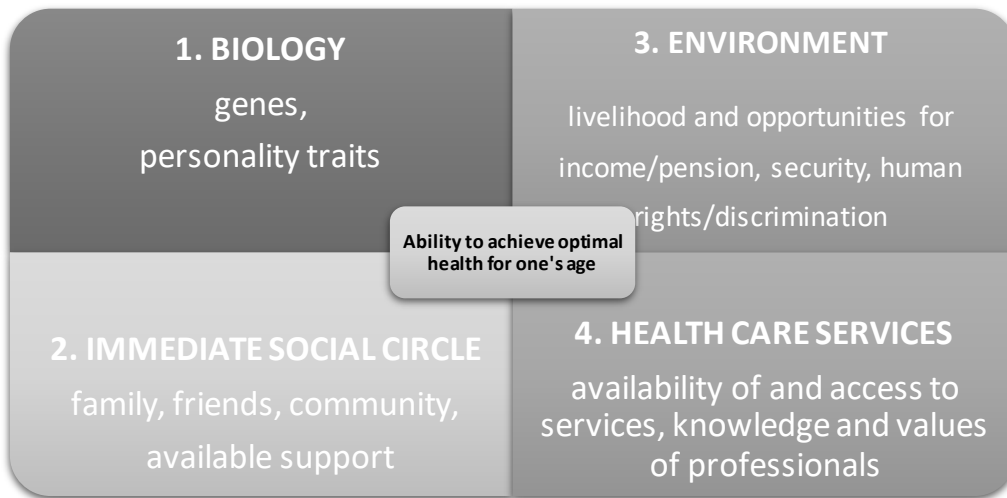 1. BIOLOGY
genes,
personality traits
2. IMMEDIATE SOCIAL CIRCLE
family, friends, community,
available support
3. ENVIRONMENT
livelihood and opportunities for
income/pension, security, human
rights/discrimination
4. HEALTH CARE SERVICES
availability of and access to
services, knowledge and values
of professionals
Ability to achieve optimal
health for one's age